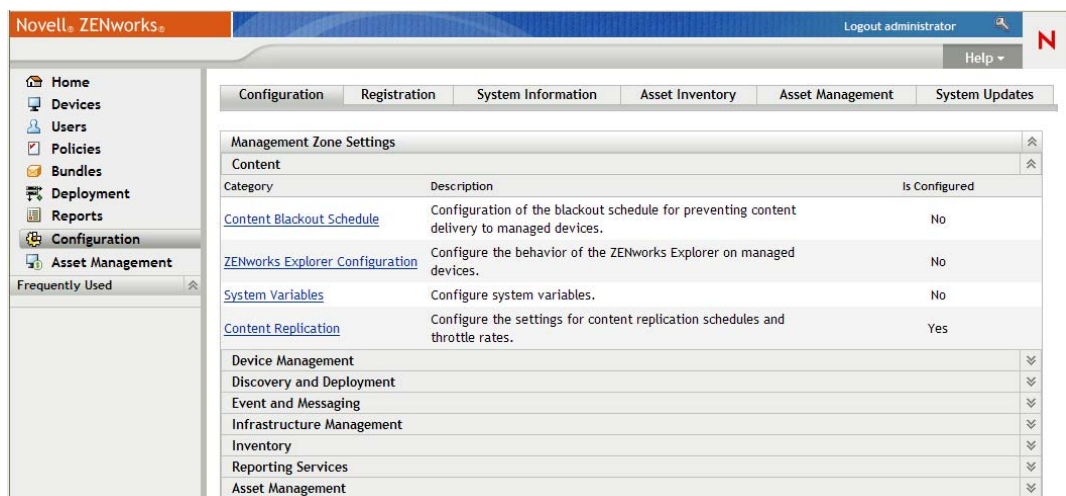 Novell® ZENworks®
Logout administrator
N
Help
Home
Devices
Users
Policies
Bundles
Deployment
Reports
Configuration
Asset Management
Frequently Used
Configuration Registration System Information Asset Inventory Asset Management System Updates
Management Zone Settings
Content
Category Description Is Configured
Content Blackout Schedule Configuration of the blackout schedule for preventing content No
delivery to managed devices.
ZENworks Explorer Configuration Configure the behavior of the ZENworks Explorer on managed No
devices.
System Variables Configure system variables. No
Content Replication Configure the settings for content replication schedules and Yes
throttle rates.
Device Management
Discovery and Deployment
Event and Messaging
Infrastructure Management
Inventory
Reporting Services
Asset Management